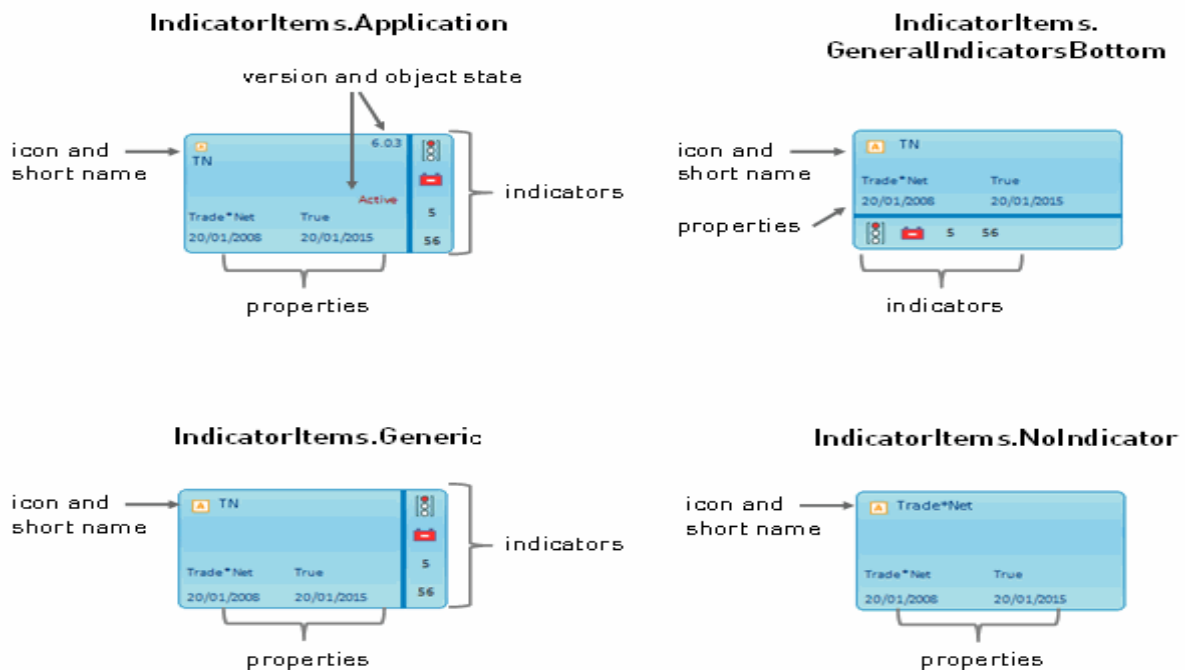 IndicatorItems.Application
version and object state
icon and
short name
A
6.0.3
TN
Active
Trade*Net True
20/01/2008 20/01/2015
5
56
indicators
properties
IndicatorItems.
GeneralIndicatorsBottom
icon and
short name
A TN
Trade*Net True
20/01/2008 20/01/2015
properties
5 56
indicators
IndicatorItems.Generic
icon and
short name
A TN
Trade*Net True
20/01/2008 20/01/2015
5
56
indicators
properties
IndicatorItems.NoIndicator
icon and
short name
A Trade*Net
Trade*Net True
20/01/2008 20/01/2015
properties